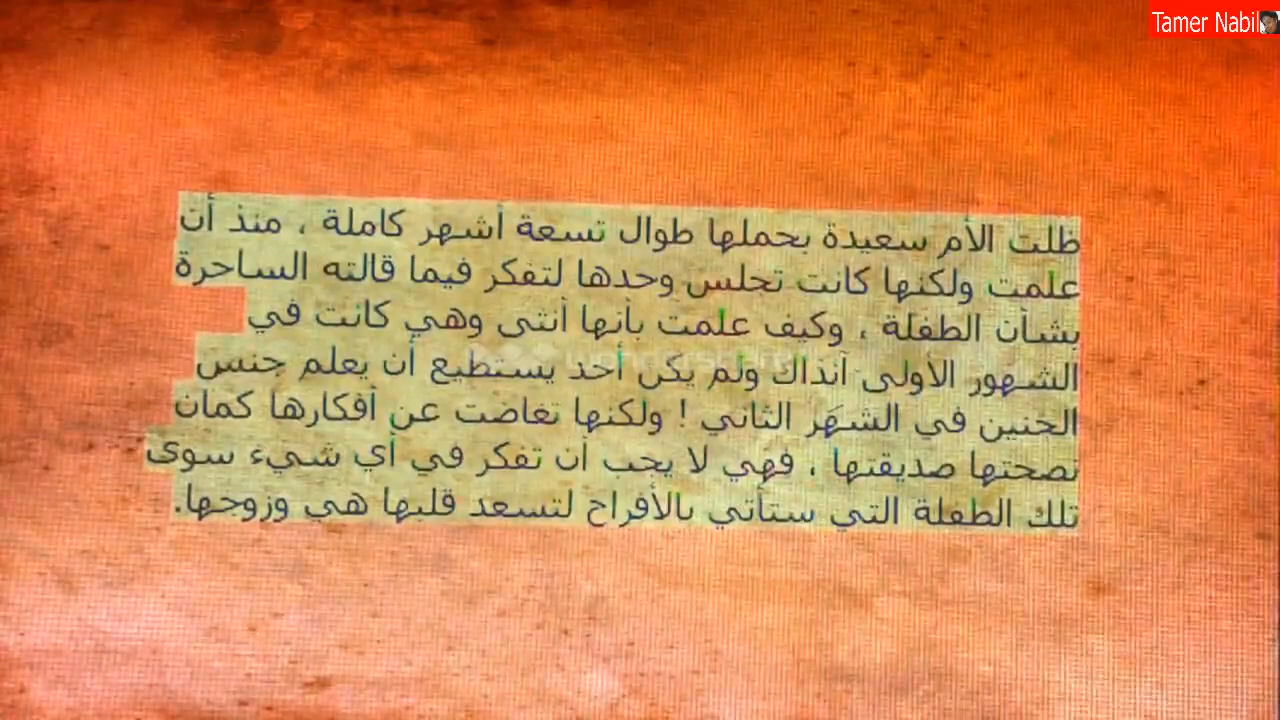 Tamer Nabil
ظلت الأم سعيدة بحملها طوال تسعة أشهر كاملة ، منذ أن
علمت ولكنها كانت تجلس وحدها لتفكر فيما قالته الساحرة
بشأن الطفلة ، وكيف علمت بأنها أنثى وهي كانت في
الشهور الأولى آنذاك ولم يكن أحد يستطيع أن يعلم جنس
الجنين في الشهر الثاني ! ولكنها تغاضت عن أفكارها كمان
نصحتها صديقتها ، فهي لا يجب أن تفكر في أي شيء سوى
تلك الطفلة التي ستأتي بالأفراح لتسعد قلبها هي وزوجها.